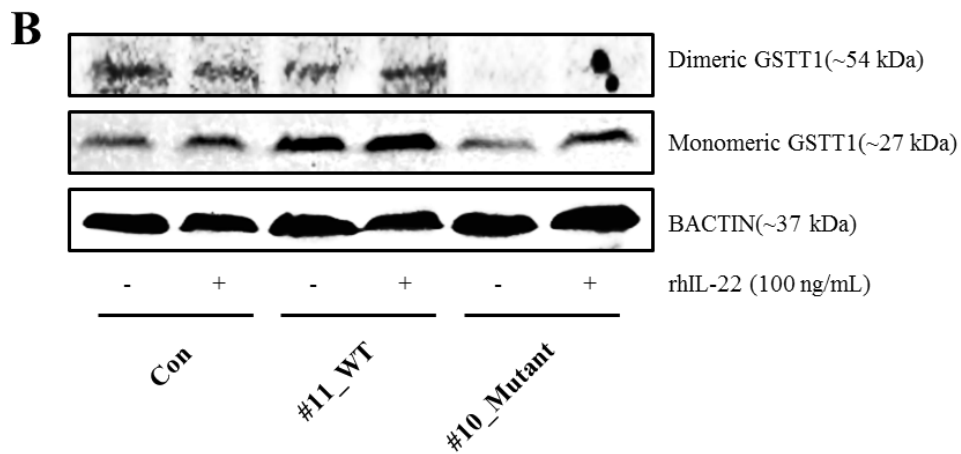 B
Dimeric GSTT1(~54 kDa)
Monomeric GSTT1(~27 kDa)
BACTIN(~37 kDa)
- + - + - + rhIL-22 (100 ng/mL)
Con #11_WT #10_Mutant